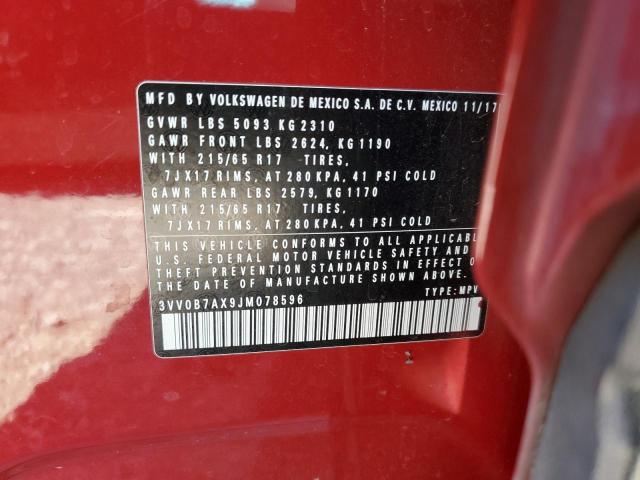 MFD BY VOLKSWAGEN DE MEXICO S.A. DE C.V. MEXICO 11/17
GVWR LBS 5093 KG 2310
GAWR FRONT LBS 2624, KG 1190
WITH 215/65 R17 TIRES,
7JX17 RIMS, AT 280 KPA, 41 PSI COLD
GAWR REAR LBS 2579, KG 1170
WITH 215/65 R17 TIRES,
7JX17 RIMS, AT 280 KPA, 41 PSI COLD
THIS VEHICLE CONFORMS TO ALL APPLICABL
U.S. FEDERAL MOTOR VEHICLE SAFETY AND
THEFT PREVENTION STANDARDS IN EFFECT O
THE DATE OF MANUFACTURE SHOWN ABOVE.
3VV0B7AX9JM078596 TYPE: MPV